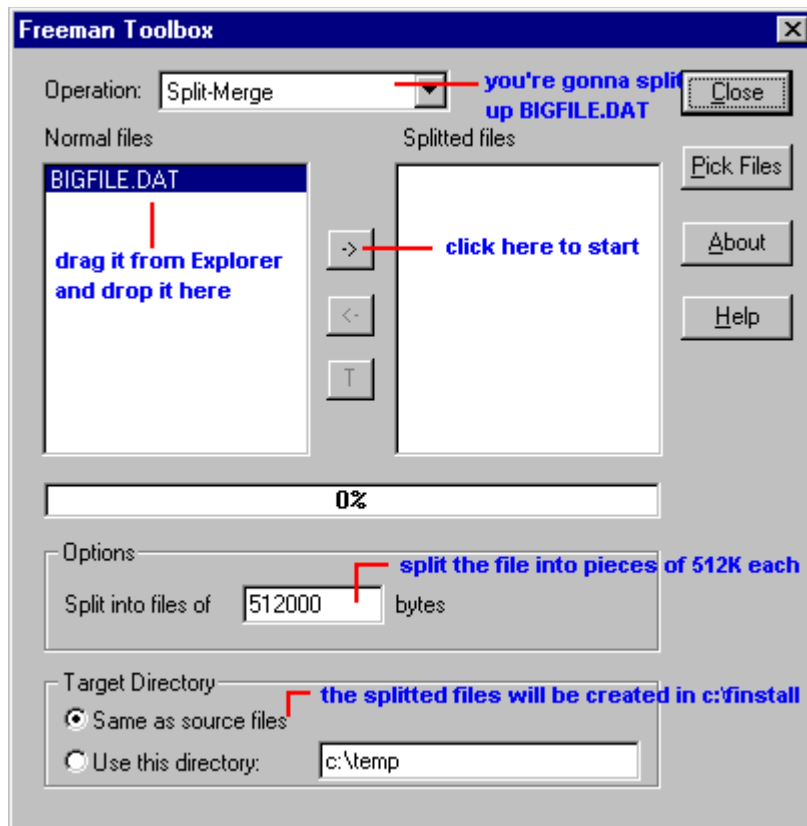 Freeman Toolbox
Operation: Split-Merge
you're gonna split
up BIGFILE.DAT
Close
Normal files
Splitted files
BIGFILE.DAT
Pick Files
drag it from Explorer
and drop it here
->
click here to start
About
<-
Help
T
0%
Options
split the file into pieces of 512K each
Split into files of 512000 bytes
Target Directory
the splitted files will be created in c:\finstall
Same as source files
Use this directory: c:\temp